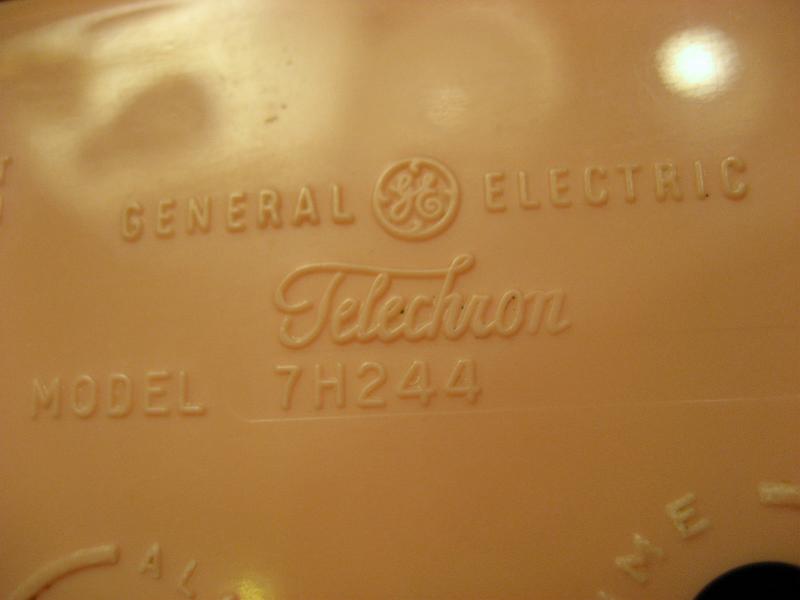 GENERAL GE ELECTRIC
Telechron
MODEL 7H244